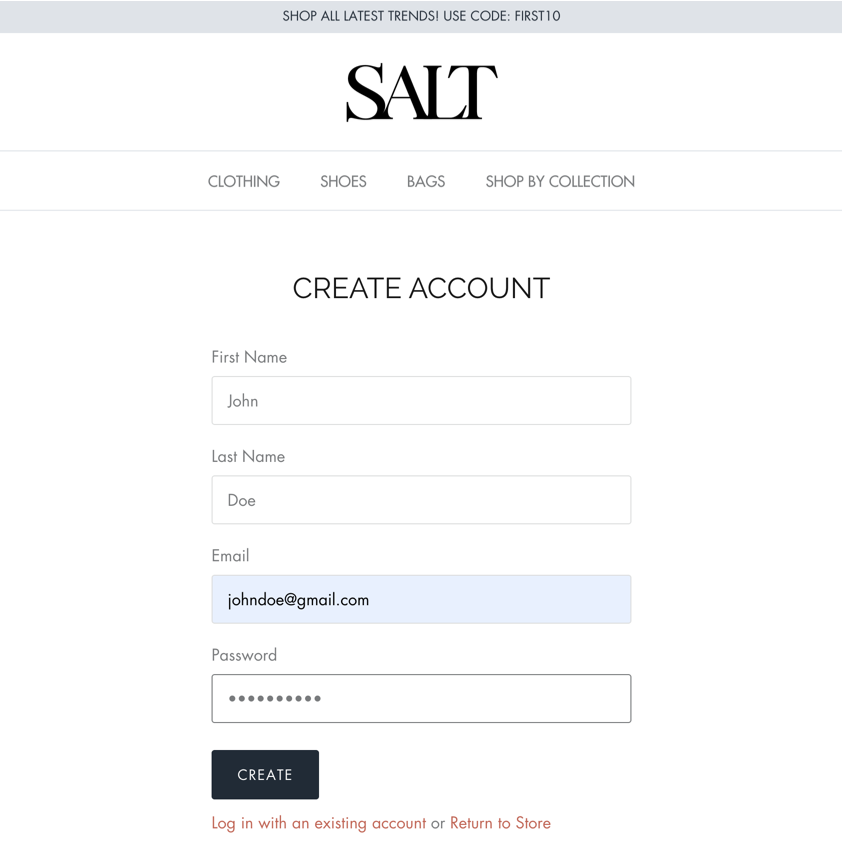 SHOP ALL LATEST TRENDS! USE CODE: FIRST10
SALT
CLOTHING SHOES BAGS SHOP BY COLLECTION
CREATE ACCOUNT
First Name
John
Last Name
Doe
Email
johndoe@gmail.com
Password
••••••••••
CREATE
Log in with an existing account or Return to Store